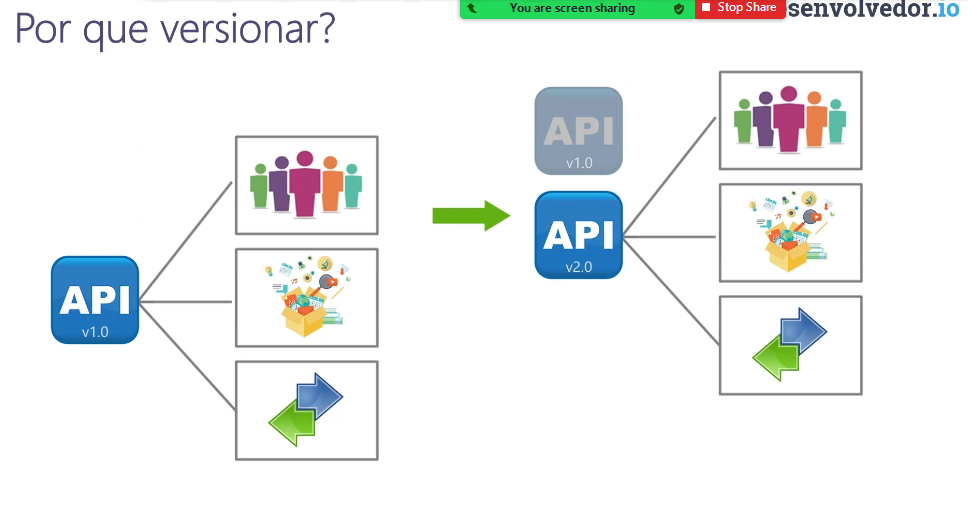 You are screen sharing
Stop Share
senvolvedor.io
Por que versionar?
API
v1.0
API
v1.0
API
v2.0